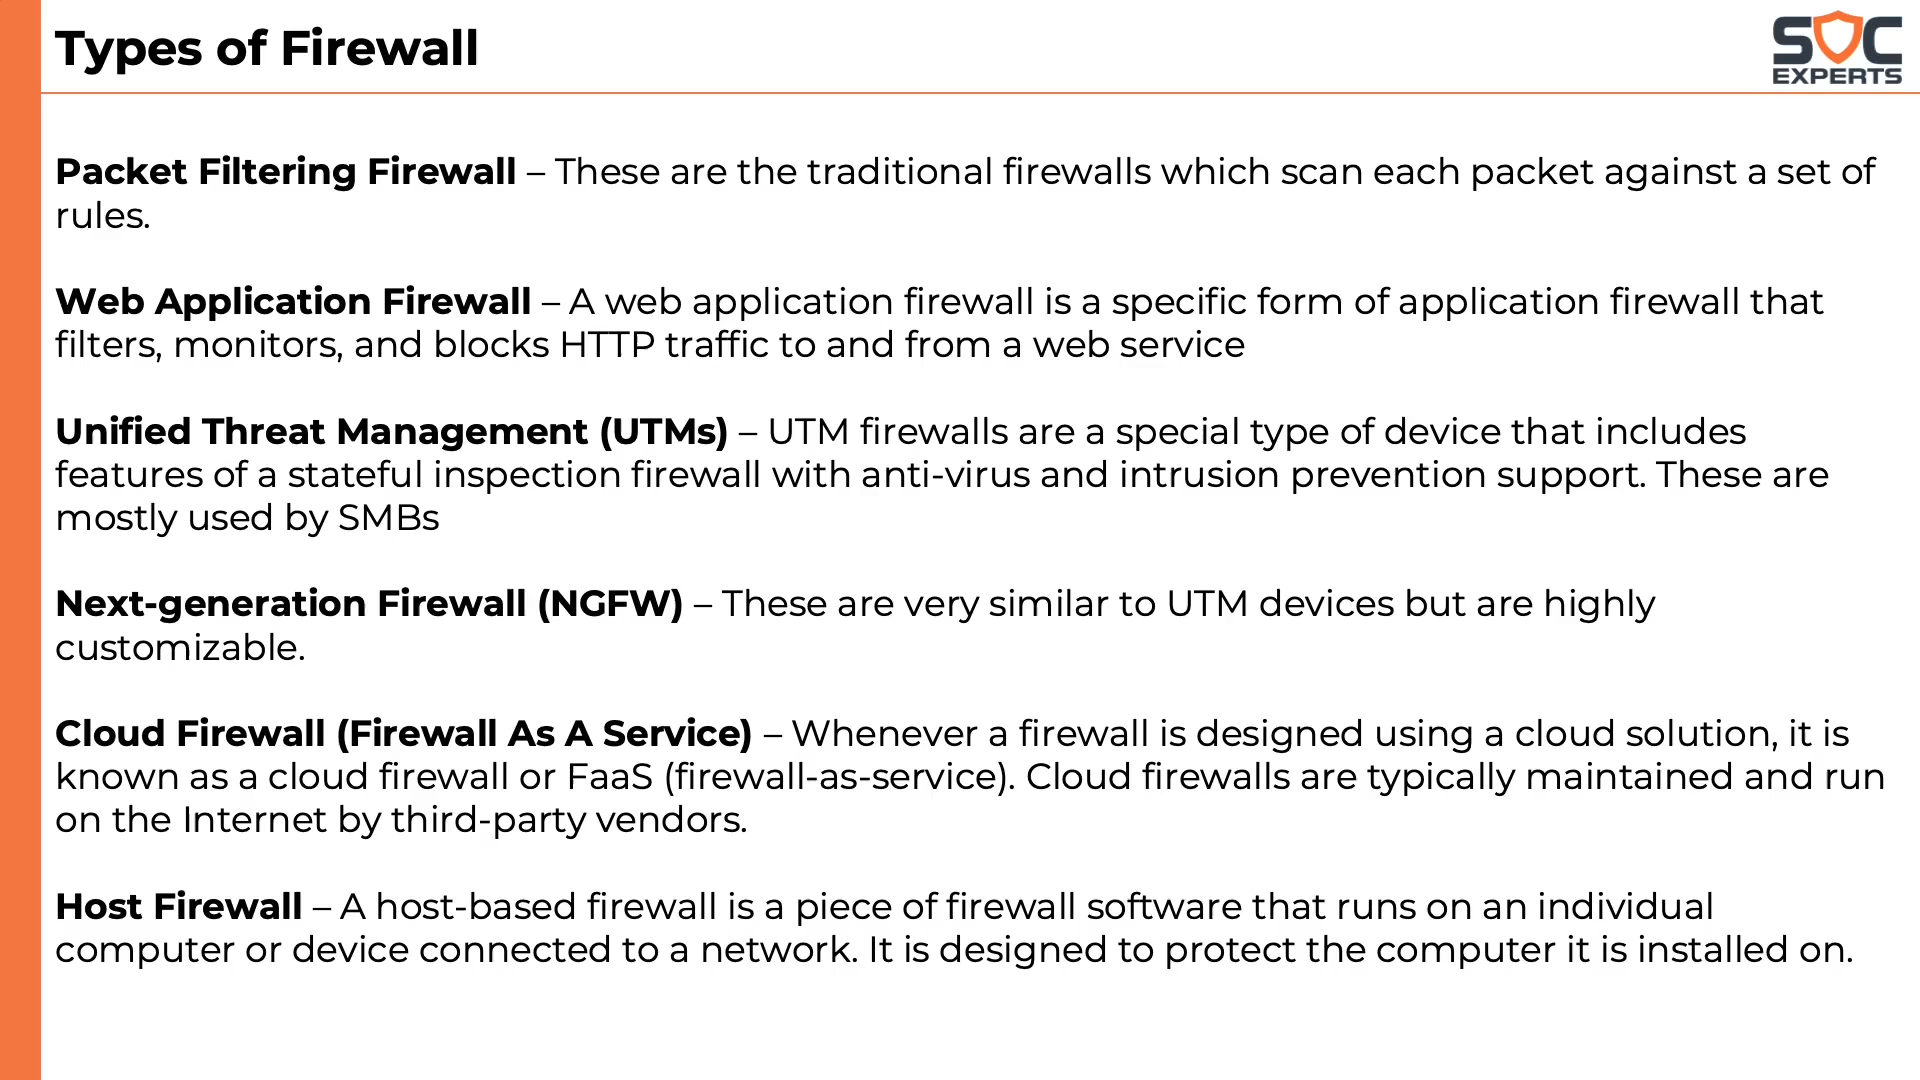 Types of Firewall
SOC
EXPERTS
Packet Filtering Firewall – These are the traditional firewalls which scan each packet against a set of
rules.
Web Application Firewall – A web application firewall is a specific form of application firewall that
filters, monitors, and blocks HTTP traffic to and from a web service
Unified Threat Management (UTMs) – UTM firewalls are a special type of device that includes
features of a stateful inspection firewall with anti-virus and intrusion prevention support. These are
mostly used by SMBs
Next-generation Firewall (NGFW) – These are very similar to UTM devices but are highly
customizable.
Cloud Firewall (Firewall As A Service) – Whenever a firewall is designed using a cloud solution, it is
known as a cloud firewall or FaaS (firewall-as-service). Cloud firewalls are typically maintained and run
on the Internet by third-party vendors.
Host Firewall – A host-based firewall is a piece of firewall software that runs on an individual
computer or device connected to a network. It is designed to protect the computer it is installed on.